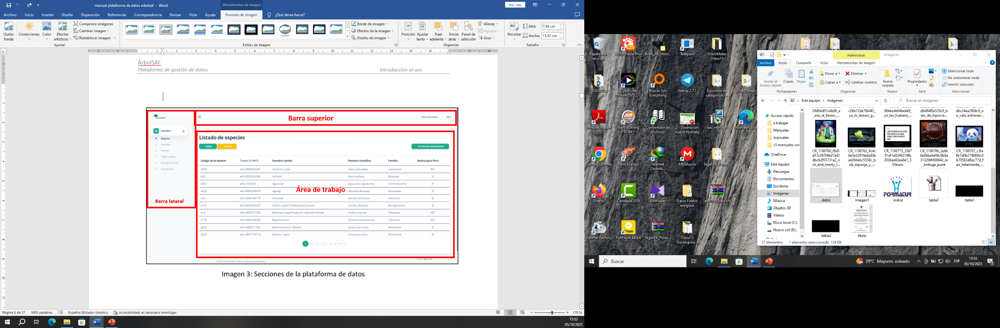 manual plataforma de datos arbolsaf - Word
Herramientas de imagen
Inic. ses.
Archivo Inicio Insertar Diseño Disposición Referencias Correspondencia Revisar Vista Ayuda Formato de imagen ¿Qué desea hacer?
Quitar fondo
Correcciones
Color
Efectos artísticos
Comprimir imágenes
Cambiar imagen
Restablecer imagen
Ajustar
Estilos de imagen
Borde de imagen
Efectos de la imagen
Diseño de imagen
Posición
Ajustar texto
Traer adelante
Enviar atrás
Panel de selección
Alinear
Agrupar
Girar
Organizar
Recortar
Alto: 7,98 cm
Ancho: 15,92 cm
Tamaño
ÁrbolSAF
Plataforma de gestión de datos Introducción al uso
ÁrbolSAF
Barra superior
Administración Salir
ArbolSAF
Especies
Variables
Fuentes
Tabla cruzada
Entrada de datos
Herramienta
Barra lateral
Listado de especies
CREAR FILTRAR ACTUALIZAR HERRAMIENTA
Código de la especie Taxón ID WFO Nombre común Nombre científico Familia Nativa para Perú
e553 wfo-0000333381 Aceituna caspi Vitex pseudolea Lamiaceae NO
e56 wfo-0000342565 Achiote Bixa orellana Bixaceae SÍ
z002 wfso-545454 Aguacate Aguacatus aguacatus Combretaceae SÍ
e323 wfo-0000238075 Aguaje Mauritia flexuosa Arecaceae SÍ
Área de trabajo
e29 wfo-0000186778 Anacaspi Apuleia leiocarpa Fabaceae SÍ
e137 wfo-0000620227 Añallo caspi/ Chullachaqui/ Laurel Cordia alliodora Boraginaceae SÍ
e16 wfo-0000171592 Barbasco caspi/Huairuro colorado/Varzea Andira inermis Fabaceae NO
e175 wfo-0000180543 Bojo/Amasisa Erythrina berteroana Fabaceae NO
e223 wfo-0000711632 Bolaina blanca/ Bolaina Guazuma crinita Malvaceae SÍ
e224 wfo-0001140710 Bolaina negra Guazuma invira Malvaceae SÍ
1 2 3 4 5
Con el apoyo de:
© 2023 CIFOR-ICRAF Todos los derechos reservados.
Imagen 3: Secciones de la plataforma de datos
Página 6 de 37 5805 palabras Español (Estados Unidos) Accesibilidad: es necesario investigar 170 %
15:53
05/10/2023
Papelera de reciclaje
GOM Player Plus
Boku_no_Hero...
Telegram
OdooMates Odoo13
QGIS 3.28.4
CyberLink PowerDVD ...
Buscar con Everything
tsetup.2.7.1
Ejercicios de categorizaci...
Elba Trabajo
Acrobat Reader DC
Nero Burning ROM
Convertidor de Archivos
2 - Disertacion nuevo formato
eav_nt64_esl
Microsoft Edg
Google Chrome
Nero Express
Internet Downlo...
MEGAsync
SegavEK_Perso...
Firefox
Camtasia 2019
KMPlayer
Datos Firefox antiguos
1e6z7f950lppxkh8
Format Factory
PotPlayer 64 bit
SegavEK_Perso...
Odoo13 Developme...
Administrar
Imágenes
Archivo Inicio Compartir Vista Herramientas de imagen
Anclar al Acceso rápido
Copiar
Pegar
Portapapeles
Mover a
Copiar a
Eliminar
Cambiar nombre
Organizar
Nueva carpeta
Nuevo
Propiedades
Abrir
Seleccionar todo
No seleccionar nada
Invertir selección
Seleccionar
Este equipo › Imágenes
Buscar en Imágenes
Acceso rápido
a trabajar
Manuales
manuales
v5 manuales cor
OneDrive
Este equipo
Descargas
Documentos
Escritorio
Imágenes
Música
Objetos 3D
Vídeos
Disco local (C:)
Nuevo vol (D:)
2849dd91c4b86_a_eso_le_llamo_...
c06e12de76b4f2_ya_lo_tenian_g...
984eede64be4e9_yo_las_hubiera_...
d6d84f8a529c8_bien_de_hipocre...
d6c24ea2904c8_no_vale_entrenar...
CR_1198760_f8d1d17c097f46d7a43dbcb2f01731e2_rick_and_morty_l...
CR_1198762_9c4c6e0a53974e8e83bae094abc5558c_bob_esponja_y_...
CR_1198775_358781ef1e8349219fb2930ad43ea8e1_595euro
CR_1198786_2e668e986a4d48c9b8a313266f498642_la_tortuga_punk
CR_1198787_c3fafb7d0b274880bcfb70593d8ac77d_fan_totalmente_...
datos
Imagen1
FORMATUR
índice
tabla1
tabla1
tabla2
titulo
27 elementos 1 elemento seleccionado 124 KB
Buscar
29°C Mayorm. soleado
ESP
15:53
05/10/2023